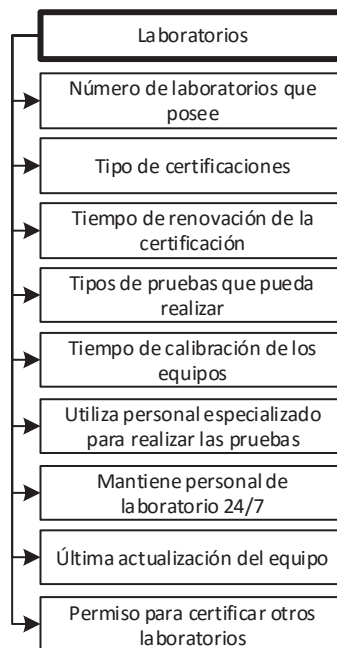 Laboratorios
Número de laboratorios que
posee
Tipo de certificaciones
Tiempo de renovación de la
certificación
Tipos de pruebas que pueda
realizar
Tiempo de calibración de los
equipos
Utiliza personal especializado
para realizar las pruebas
Mantiene personal de
laboratorio 24/7
Última actualización del equipo
Permiso para certificar otros
laboratorios